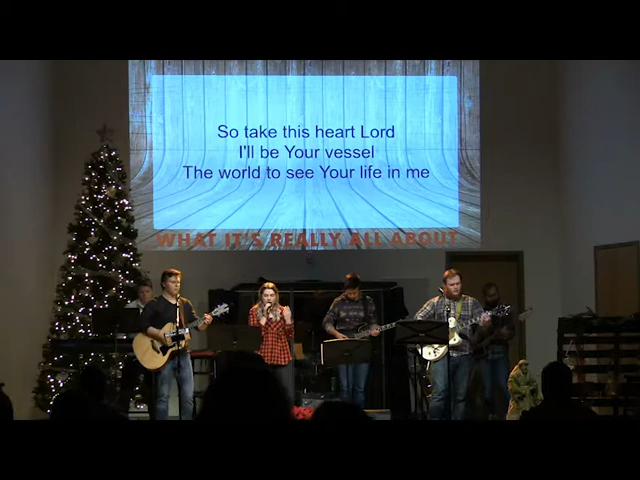 So take this heart Lord
I'll be Your vessel
The world to see Your life in me
WHAT IT'S REALLY ALL ABOUT